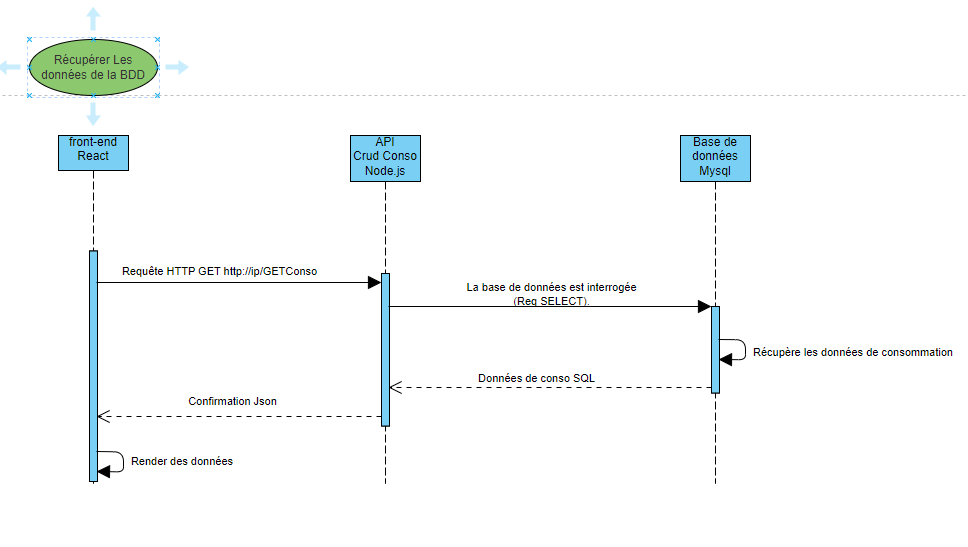 Récupérer Les
données de la BDD
front-end
React
API
Crud Conso
Node.js
Base de
données
Mysql
Requête HTTP GET http://ip/GETConso
La base de données est interrogée
(Req SELECT).
Récupère les données de consommation
Données de conso SQL
Confirmation Json
Render des données